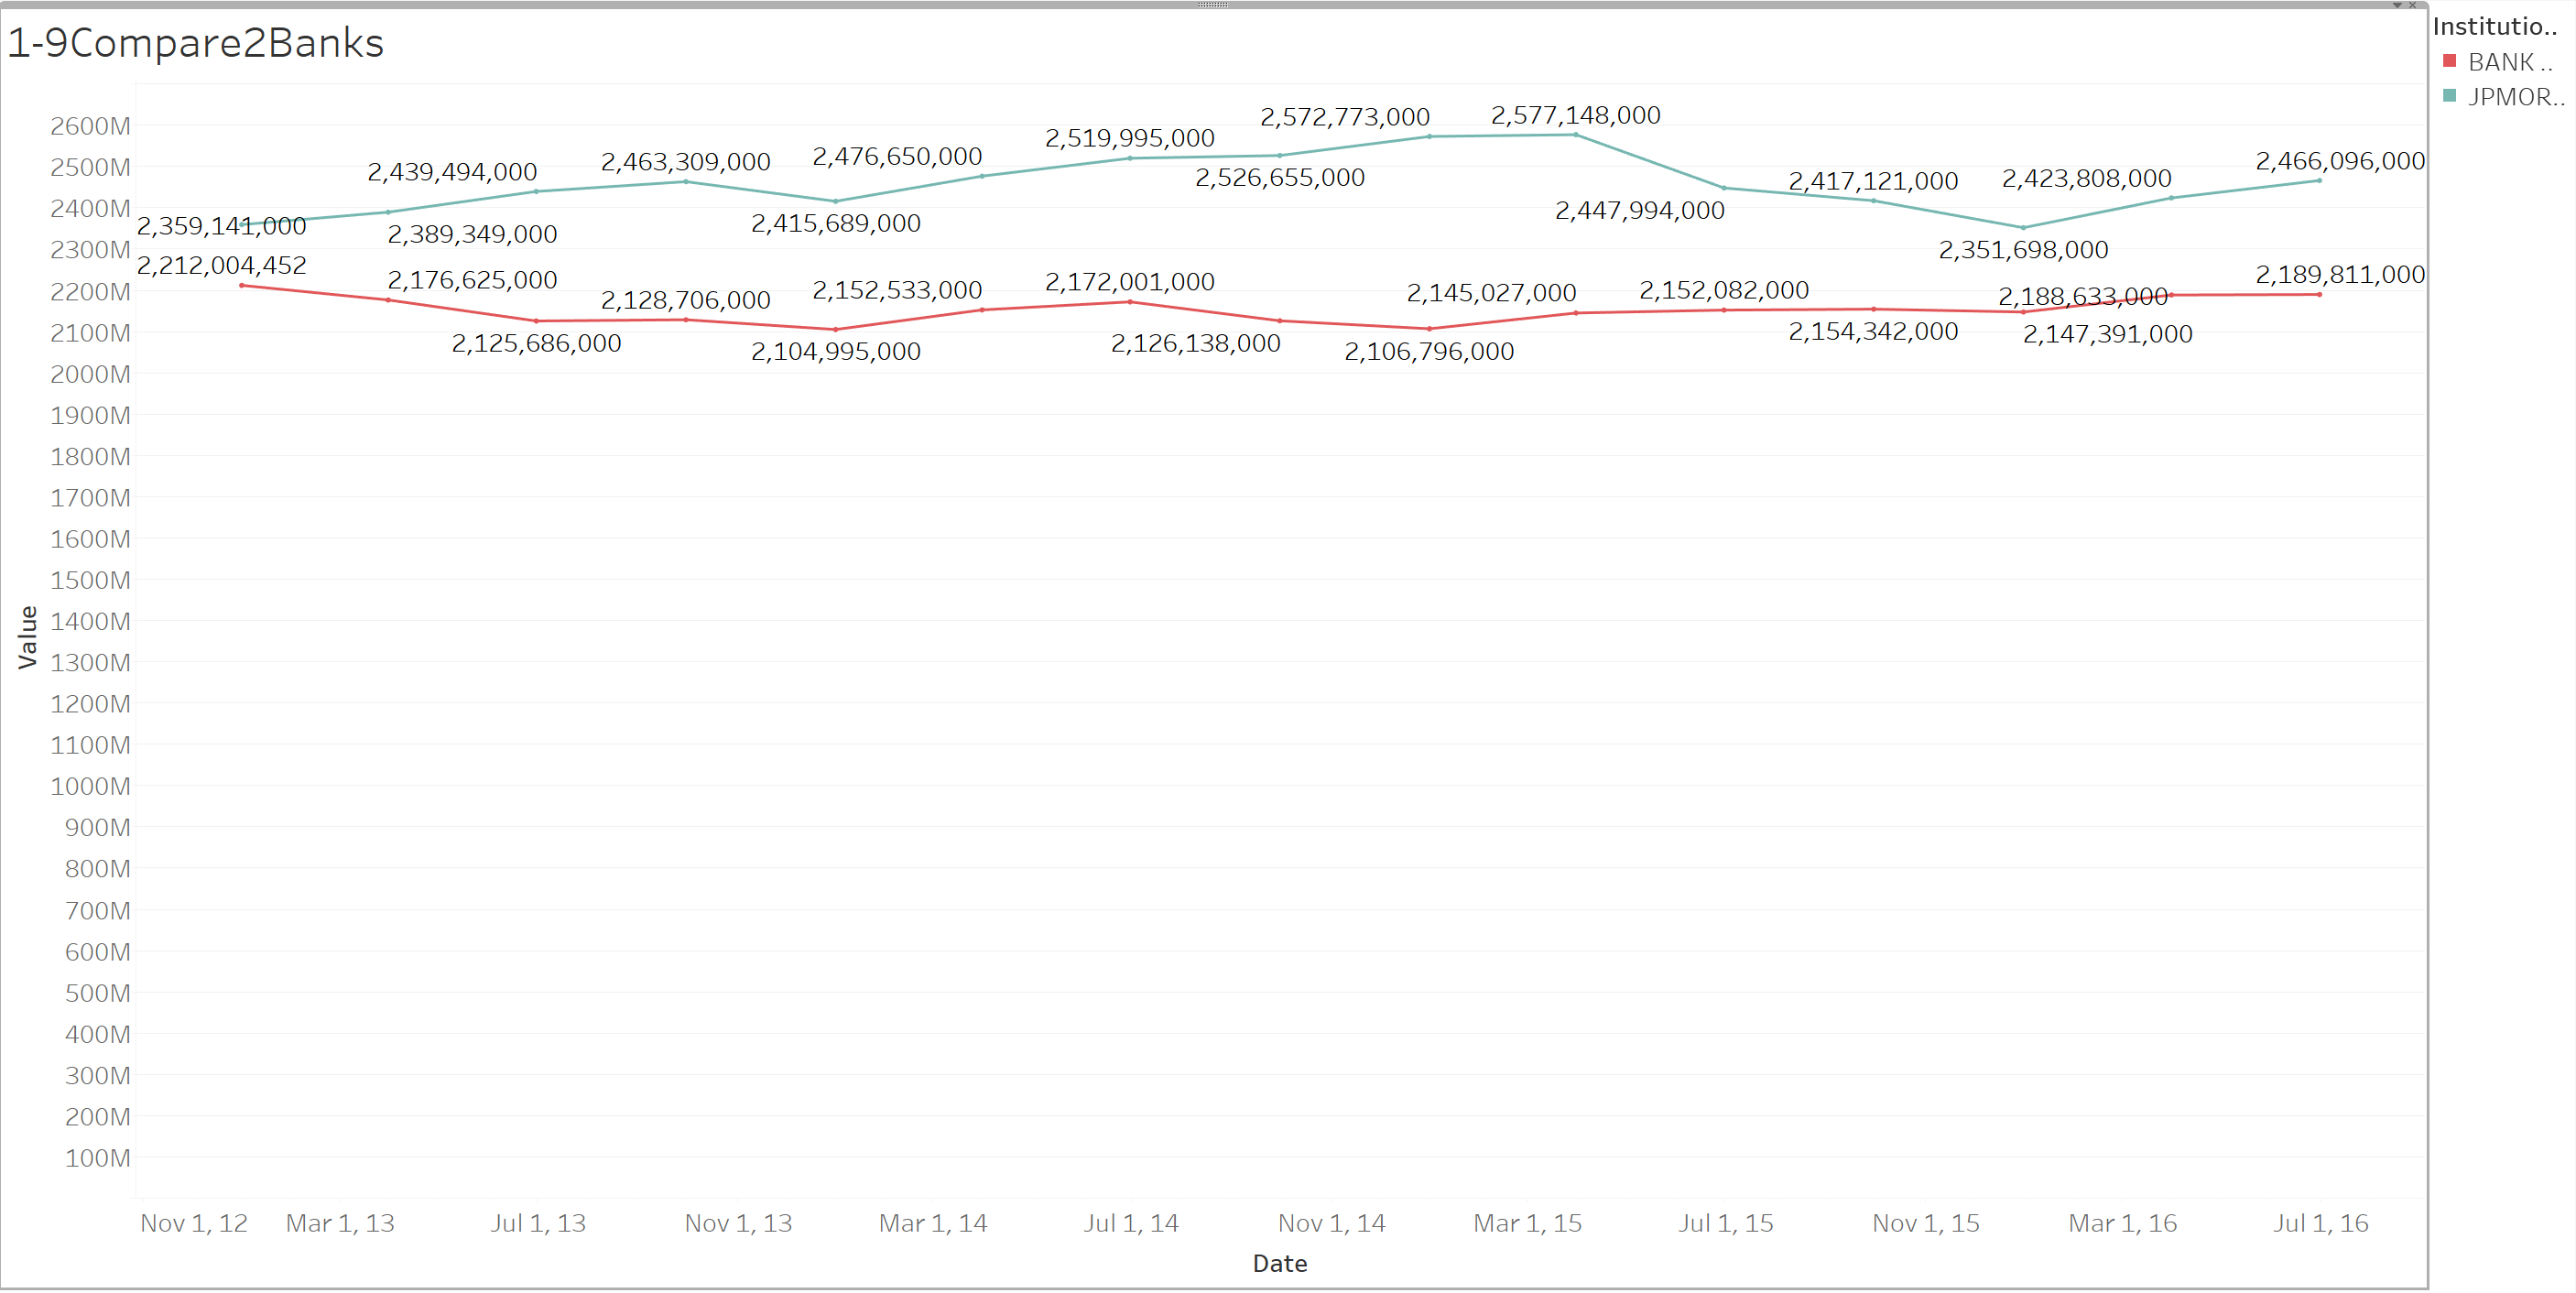 1-9Compare2Banks
Institutio..
BANK ..
JPMOR..
2600M
2500M
2400M
2300M
2200M
2100M
2000M
1900M
1800M
1700M
1600M
1500M
1400M
1300M
1200M
1100M
1000M
900M
800M
700M
600M
500M
400M
300M
200M
100M
Value
2,359,141,000
2,389,349,000
2,439,494,000
2,463,309,000
2,415,689,000
2,476,650,000
2,519,995,000
2,526,655,000
2,572,773,000
2,577,148,000
2,447,994,000
2,417,121,000
2,351,698,000
2,423,808,000
2,466,096,000
2,212,004,452
2,176,625,000
2,125,686,000
2,128,706,000
2,104,995,000
2,152,533,000
2,172,001,000
2,126,138,000
2,106,796,000
2,145,027,000
2,152,082,000
2,154,342,000
2,147,391,000
2,188,633,000
2,189,811,000
Nov 1, 12
Mar 1, 13
Jul 1, 13
Nov 1, 13
Mar 1, 14
Jul 1, 14
Nov 1, 14
Mar 1, 15
Jul 1, 15
Nov 1, 15
Mar 1, 16
Jul 1, 16
Date